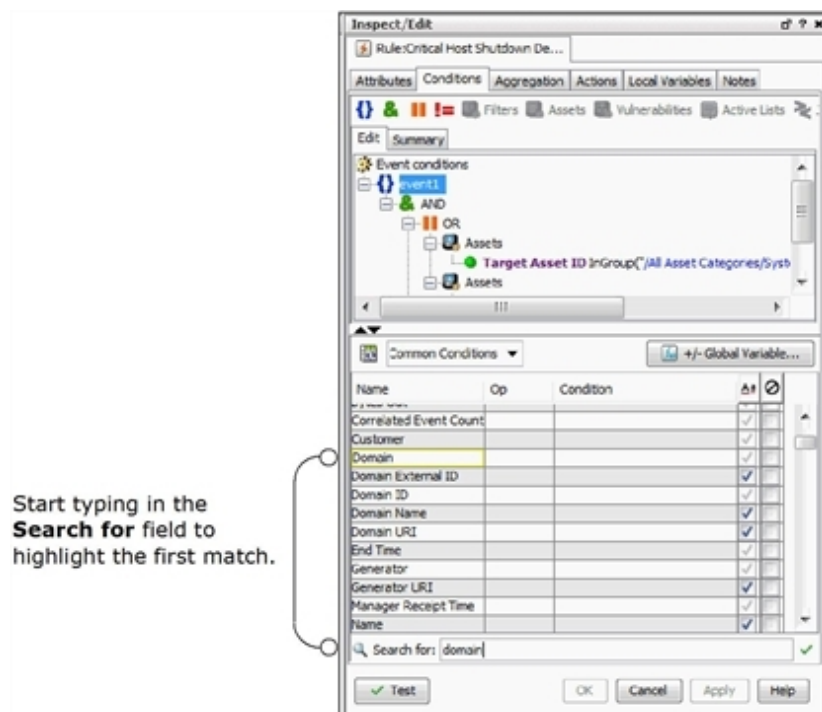 Inspect/Edit
Rule:Critical Host Shutdown De...
Attributes Conditions Aggregation Actions Local Variables Notes
{} & != Filters Assets Vulnerabilities Active Lists
Edit Summary
Event conditions
{} event1
& AND
OR
Assets
Target Asset ID InGroup("/All Asset Categories/Syst
Assets
Common Conditions +/- Global Variable...
Name Op Condition
Correlated Event Count
Customer
Domain
Domain External ID
Domain ID
Domain Name
Domain URI
End Time
Generator
Generator URI
Manager Receipt Time
Name
Start typing in the
Search for field to
highlight the first match.
Search for: domain
Test OK Cancel Apply Help